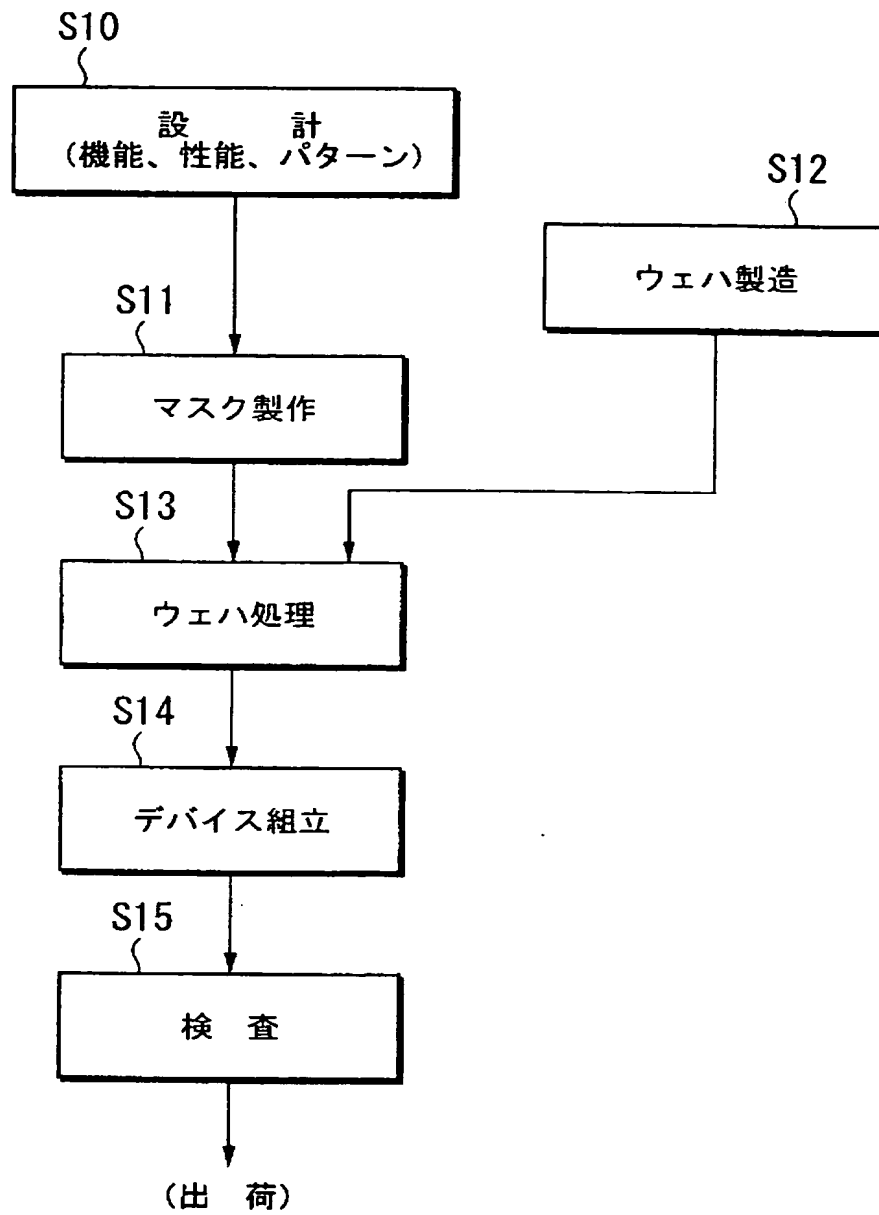 S10
設 計
(機能、性能、パターン)
S12
ウェハ製造
S11
マスク製作
S13
ウェハ処理
S14
デバイス組立
S15
検 査
(出 荷)